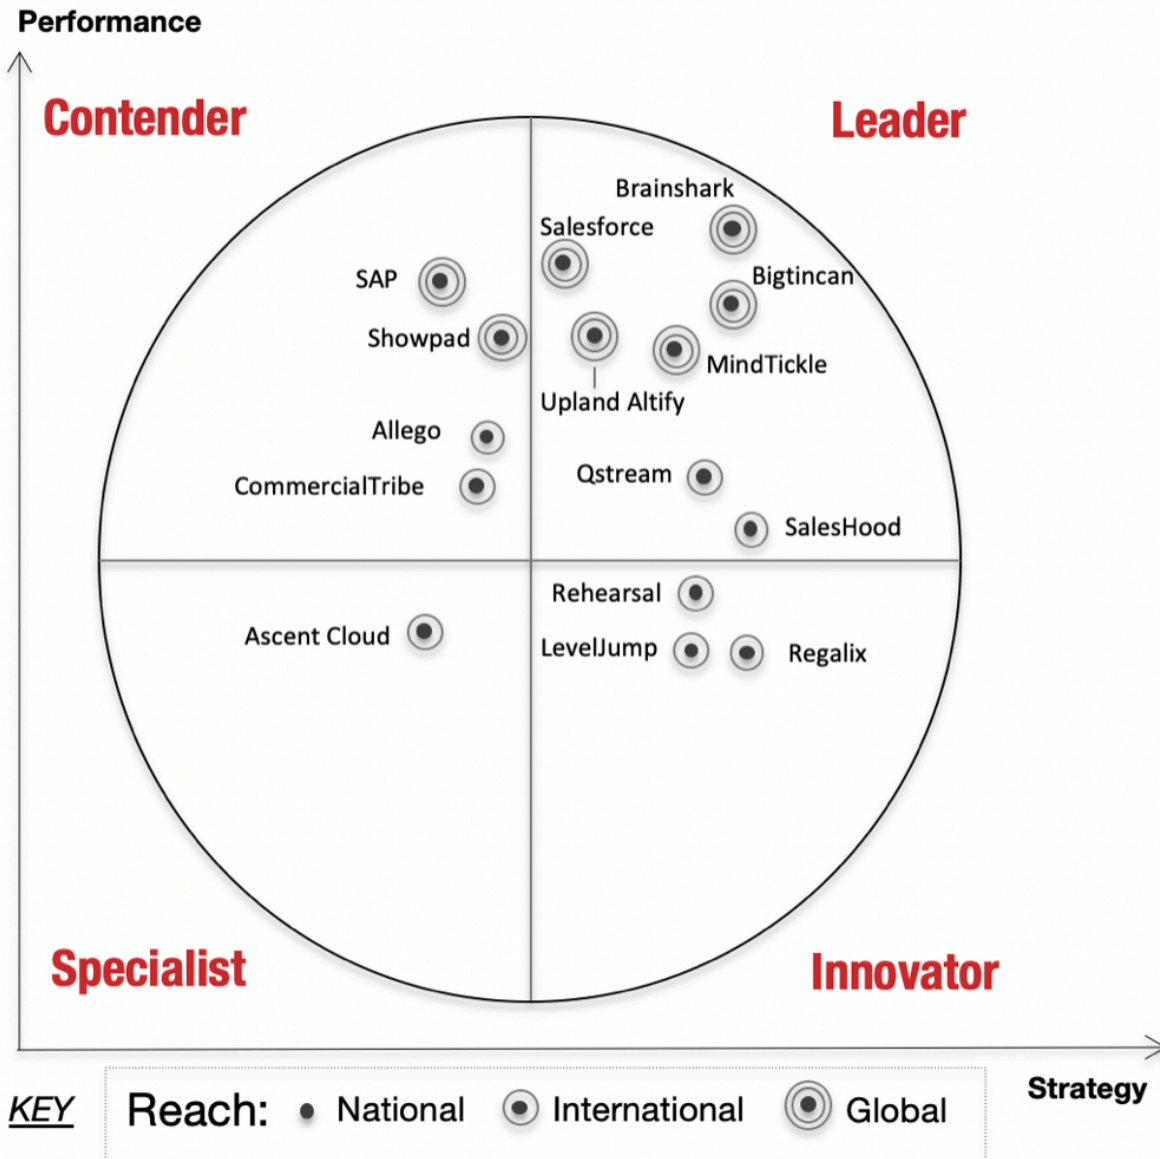 Performance
Contender
Leader
Brainshark
Salesforce
SAP
Bigtincan
Showpad
MindTickle
Upland Altify
Allego
Qstream
CommercialTribe
SalesHood
Rehearsal
Ascent Cloud
LevelJump
Regalix
Specialist
Innovator
Strategy
KEY
Reach: National International Global